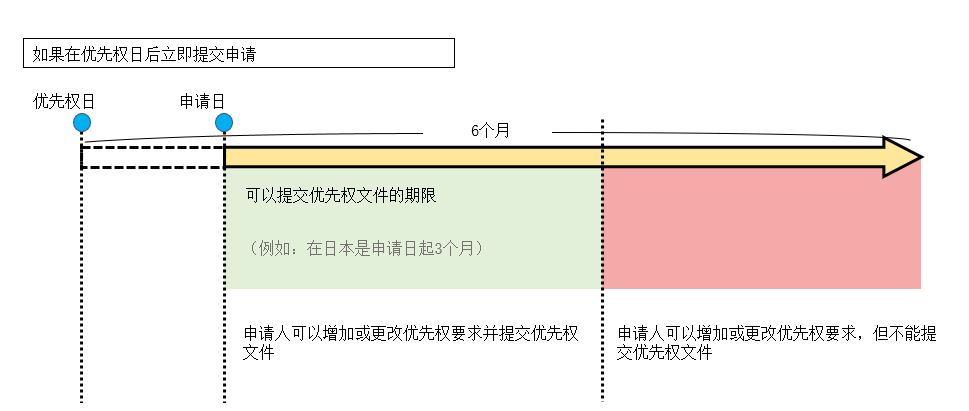 如果在优先权日后立即提交申请
优先权日
申请日
6个月
可以提交优先权文件的期限
（例如：在日本是申请日起3个月）
申请人可以增加或更改优先权要求并提交优先权
文件
申请人可以增加或更改优先权要求，但不能提
交优先权文件